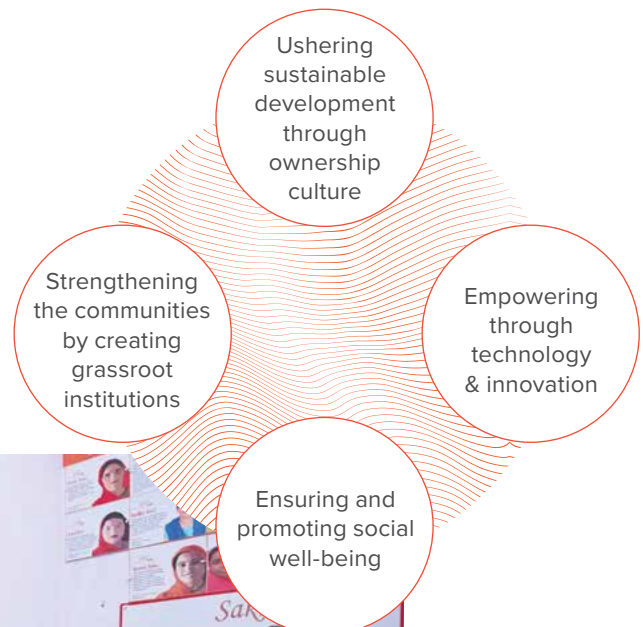 Ushering
sustainable
development
through
ownership
culture
Strengthening
the communities
by creating
grassroot
institutions
Empowering
through
technology
& innovation
Ensuring and
promoting social
well-being